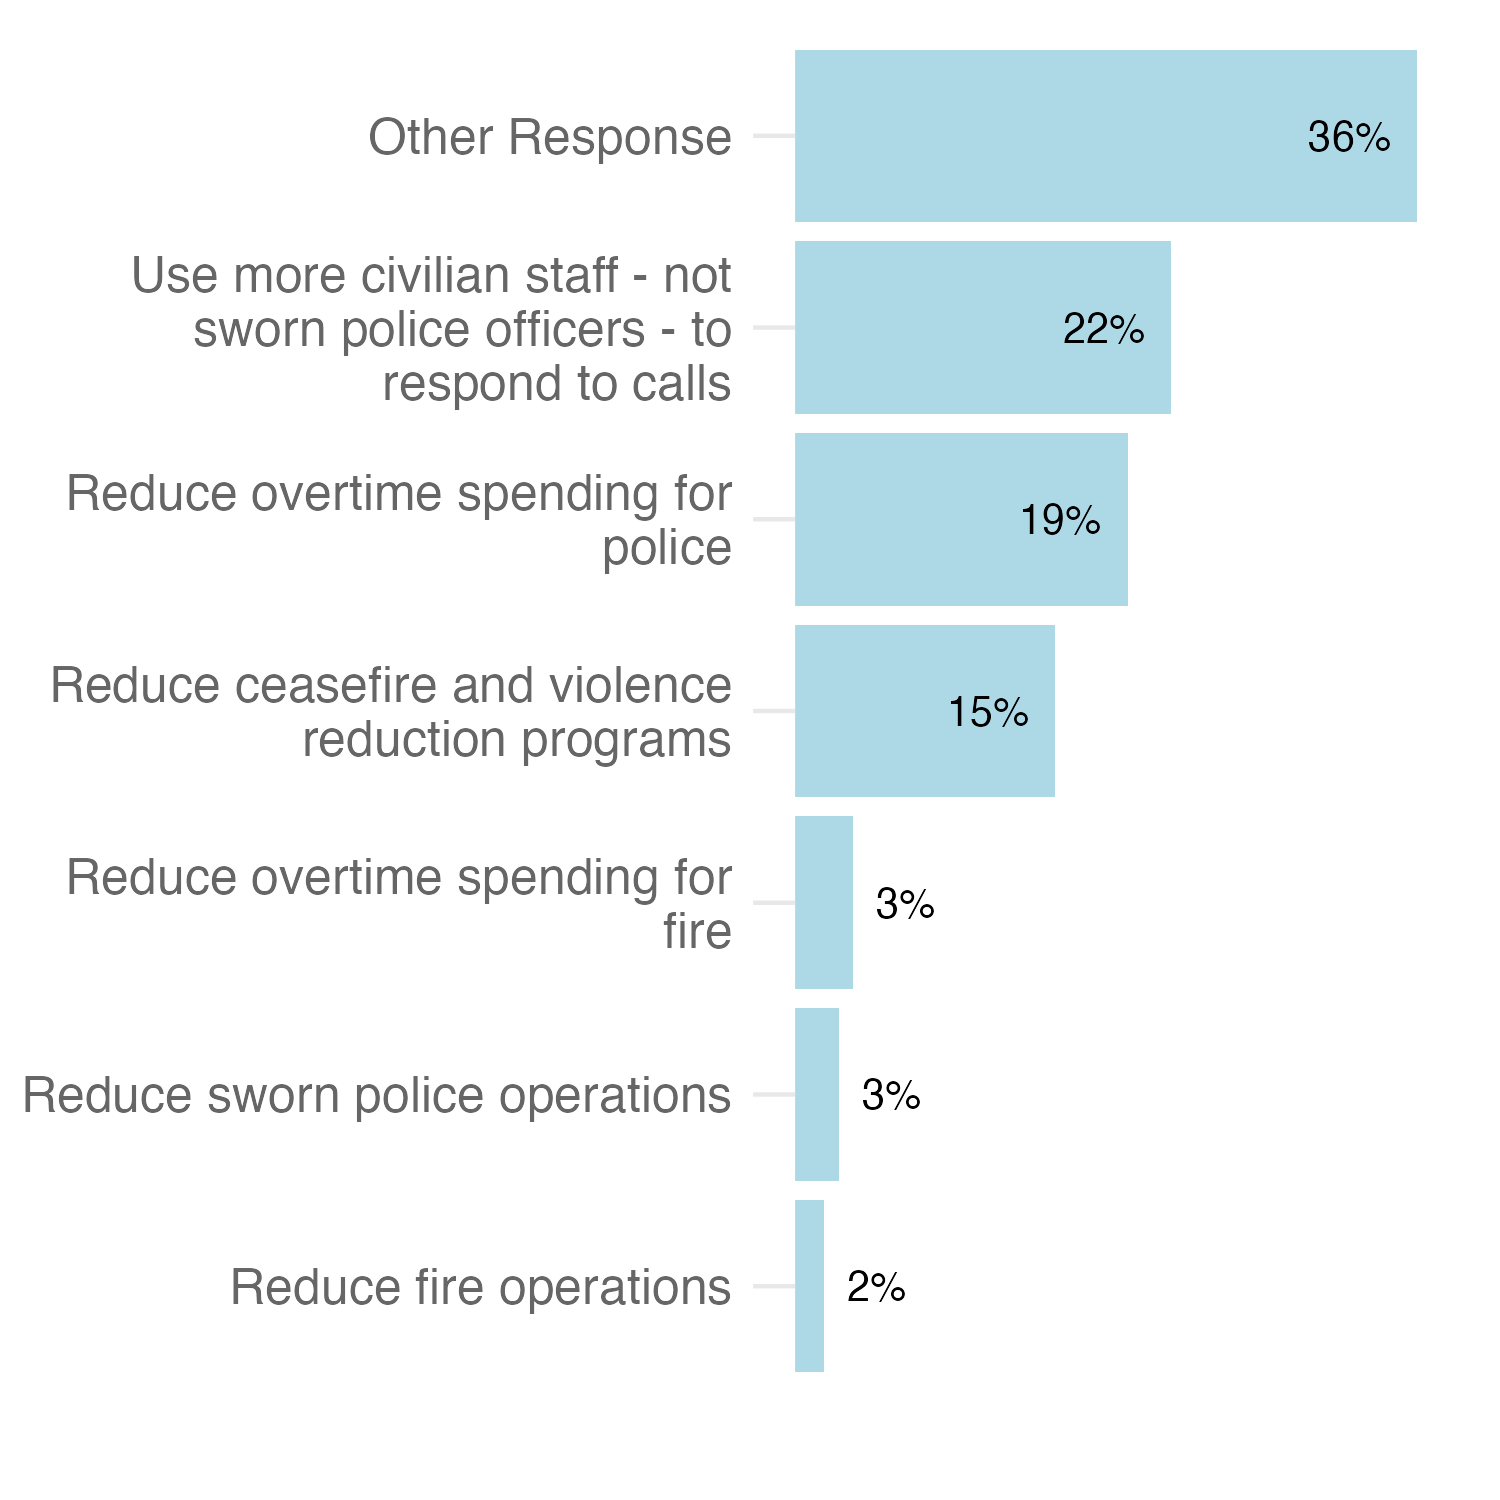 Other Response
36%
Use more civilian staff - not
sworn police officers - to
respond to calls
22%
Reduce overtime spending for
police
19%
Reduce ceasefire and violence
reduction programs
15%
Reduce overtime spending for
fire
3%
Reduce sworn police operations
3%
Reduce fire operations
2%